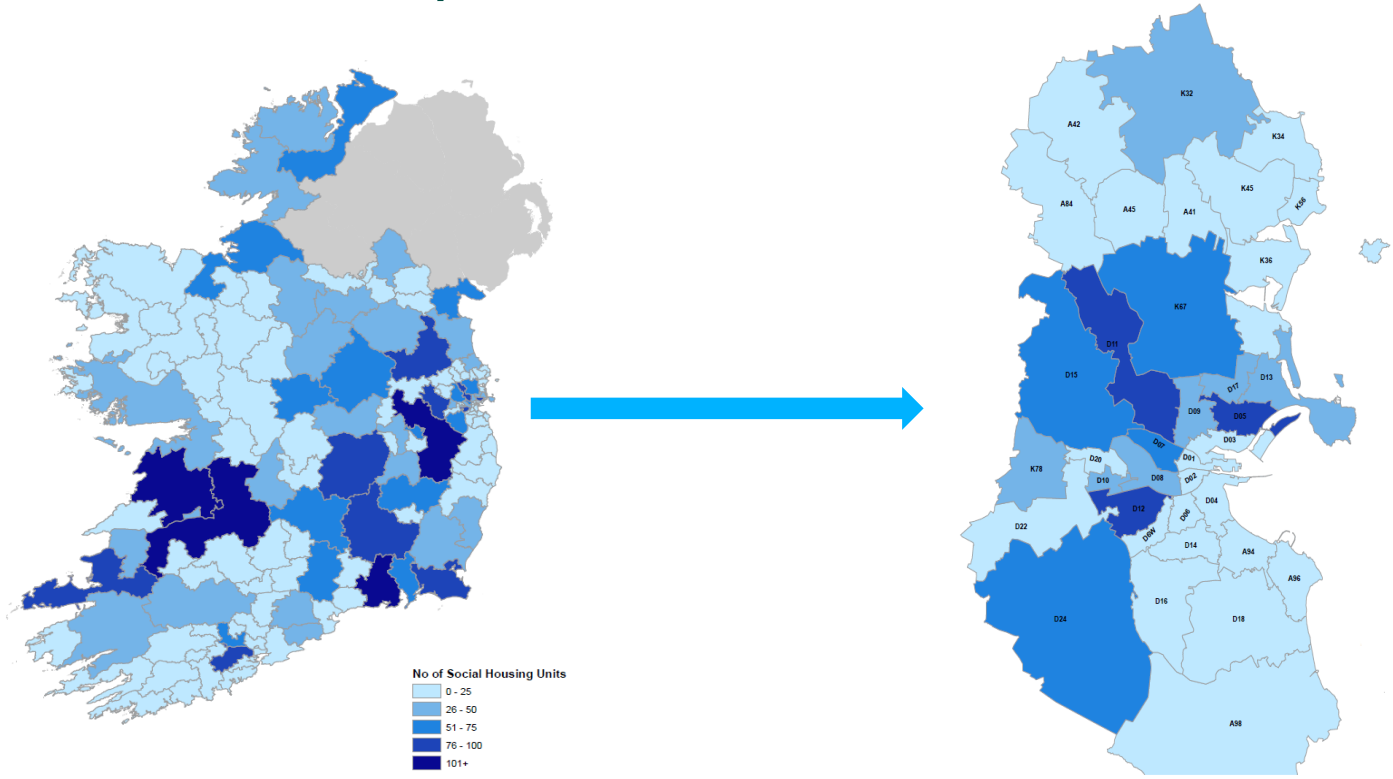 No of Social Housing Units
0 - 25
26 - 50
51 - 75
76 - 100
101+
K32
A42
K34
K45
A84
A45
A41
K56
K36
K67
D11
D15
D17
D13
D09
D05
D07
D03
D20
D01
K78
D10
D08
D02
D12
D04
D22
D06
D6W
D14
A94
A96
D16
D24
D18
A98